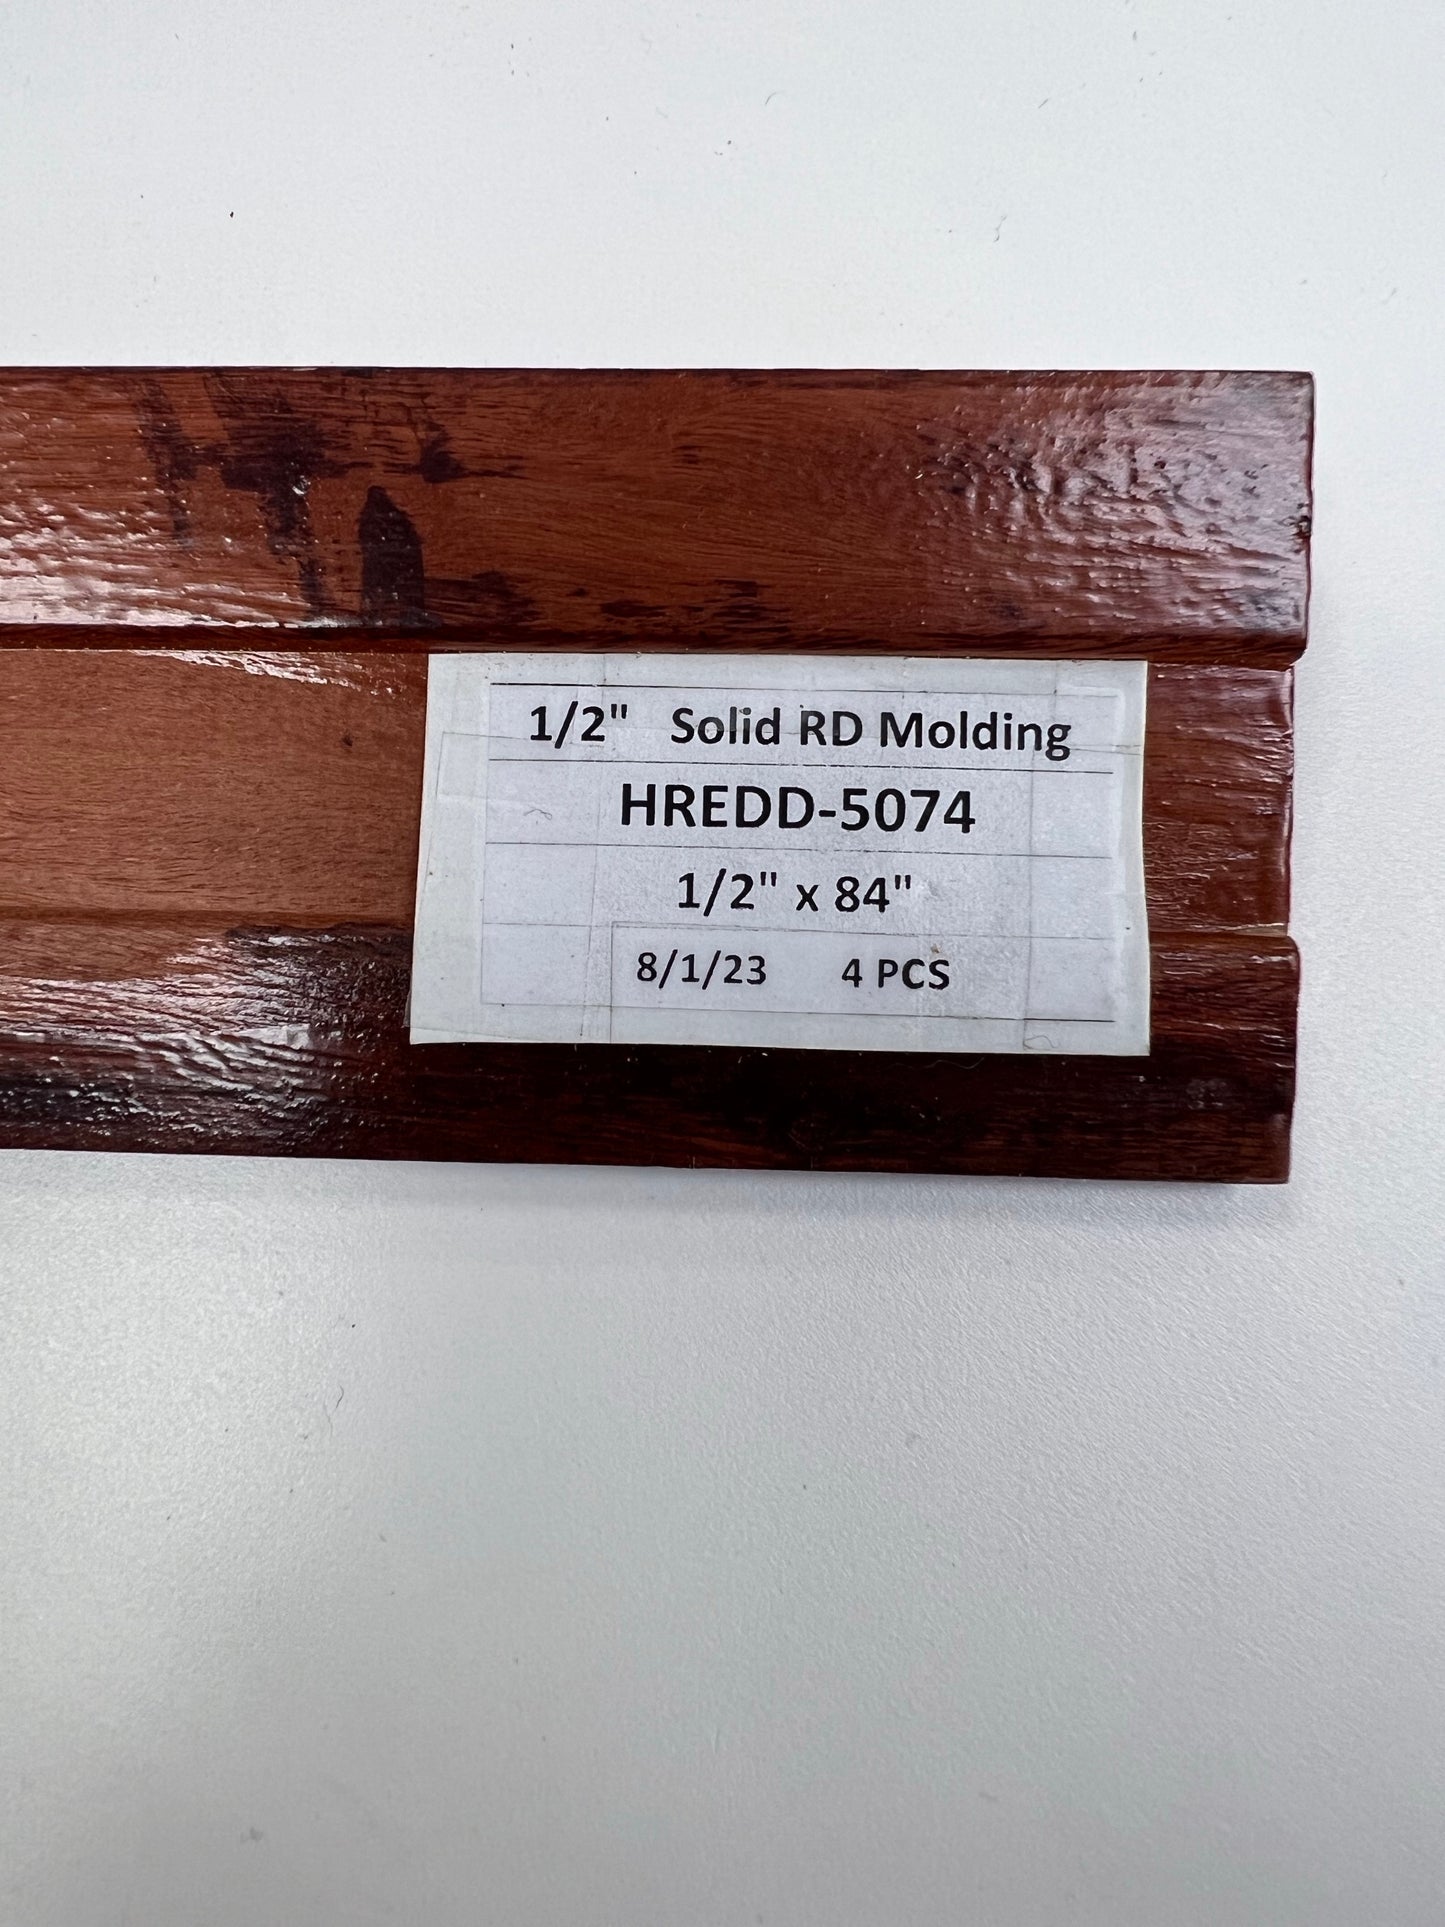 1/2" Solid RD Molding
HREDD-5074
1/2" x 84"
8/1/23 4 PCS